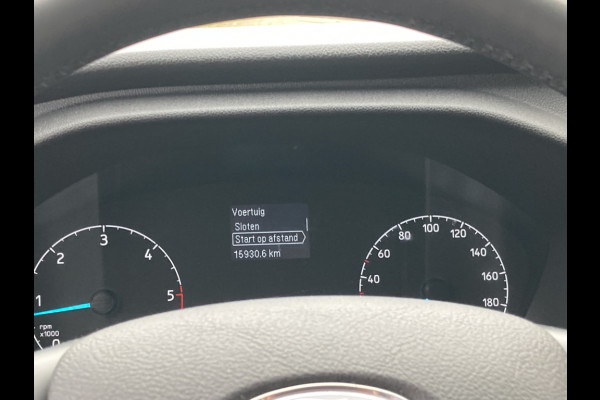 Voertuig
Sloten
Start op afstand
15930.6 km
1 2 3 4 5
rpm
x1000
0
40 60 80 100 120 140 160 180